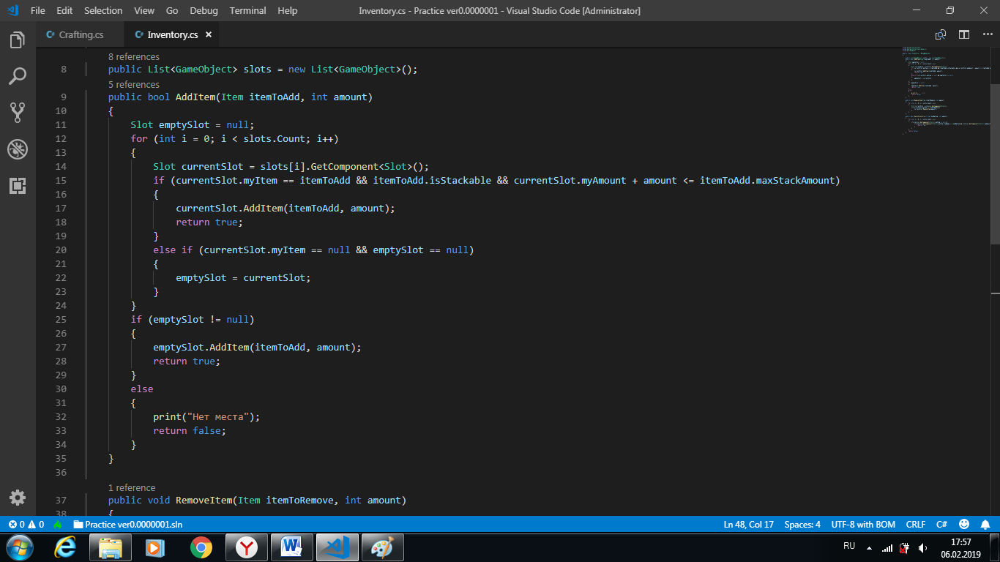 File Edit Selection View Go Debug Terminal Help Inventory.cs - Practice ver0.0000001 - Visual Studio Code [Administrator]
Crafting.cs Inventory.cs
8 references
8 public List<GameObject> slots = new List<GameObject>();
5 references
9 public bool AddItem(Item itemToAdd, int amount)
10 {
11 Slot emptySlot = null;
12 for (int i = 0; i < slots.Count; i++)
13 {
14 Slot currentSlot = slots[i].GetComponent<Slot>();
15 if (currentSlot.myItem == itemToAdd && itemToAdd.isStackable && currentSlot.myAmount + amount <= itemToAdd.maxStackAmount)
16 {
17 currentSlot.AddItem(itemToAdd, amount);
18 return true;
19 }
20 else if (currentSlot.myItem == null && emptySlot == null)
21 {
22 emptySlot = currentSlot;
23 }
24 }
25 if (emptySlot != null)
26 {
27 emptySlot.AddItem(itemToAdd, amount);
28 return true;
29 }
30 else
31 {
32 print("Нет места");
33 return false;
34 }
35 }
36
1 reference
37 public void RemoveItem(Item itemToRemove, int amount)
38 {
0 0 Practice ver0.0000001.sln Ln 48, Col 17 Spaces: 4 UTF-8 with BOM CRLF C#
RU 17:57
06.02.2019